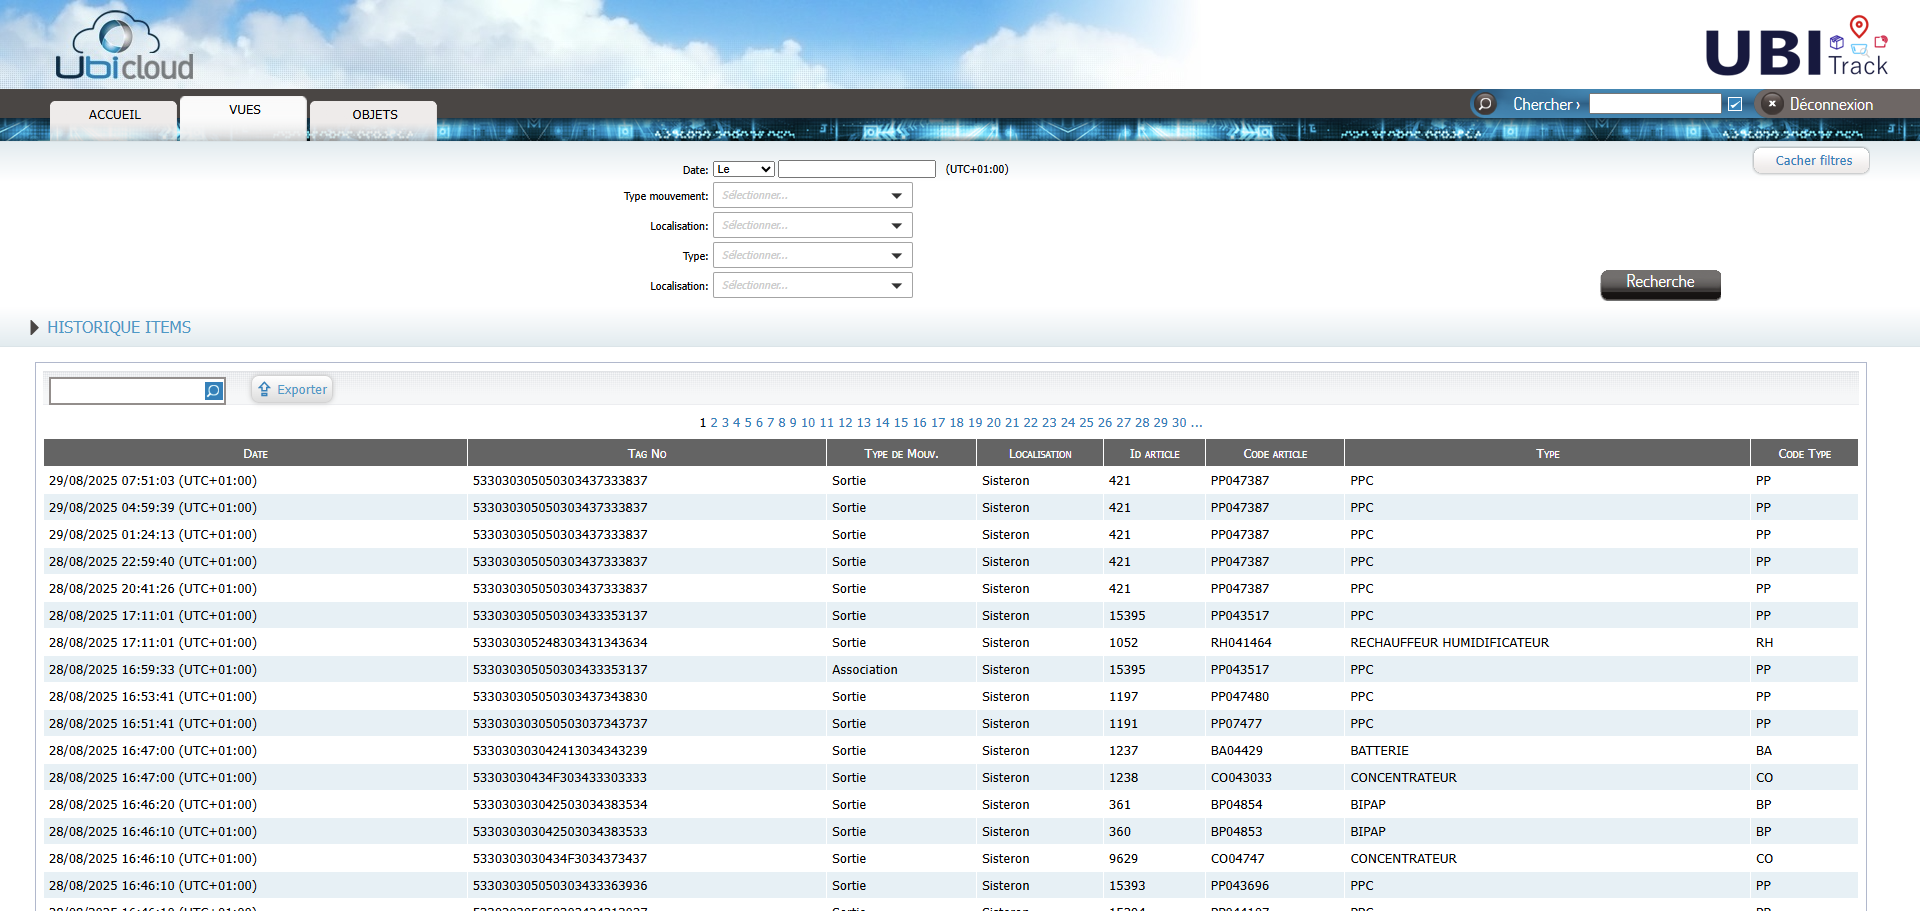 Ubicloud
UBI Track
ACCUEIL VUES OBJETS
Chercher › Déconnexion
Cacher filtres
Date: Le (UTC+01:00)
Type mouvement: Sélectionner...
Localisation: Sélectionner...
Type: Sélectionner...
Localisation: Sélectionner...
Recherche
HISTORIQUE ITEMS
Exporter
1 2 3 4 5 6 7 8 9 10 11 12 13 14 15 16 17 18 19 20 21 22 23 24 25 26 27 28 29 30 ...
DATE TAG NO TYPE DE MOUV. LOCALISATION ID ARTICLE CODE ARTICLE TYPE CODE TYPE
29/08/2025 07:51:03 (UTC+01:00) 533030305050303437333837 Sortie Sisteron 421 PP047387 PPC PP
29/08/2025 04:59:39 (UTC+01:00) 533030305050303437333837 Sortie Sisteron 421 PP047387 PPC PP
29/08/2025 01:24:13 (UTC+01:00) 533030305050303437333837 Sortie Sisteron 421 PP047387 PPC PP
28/08/2025 22:59:40 (UTC+01:00) 533030305050303437333837 Sortie Sisteron 421 PP047387 PPC PP
28/08/2025 20:41:26 (UTC+01:00) 533030305050303437333837 Sortie Sisteron 421 PP047387 PPC PP
28/08/2025 17:11:01 (UTC+01:00) 533030305050303433353137 Sortie Sisteron 15395 PP043517 PPC PP
28/08/2025 17:11:01 (UTC+01:00) 533030305248303431343634 Sortie Sisteron 1052 RH041464 RECHAUFFEUR HUMIDIFICATEUR RH
28/08/2025 16:59:33 (UTC+01:00) 533030305050303433353137 Association Sisteron 15395 PP043517 PPC PP
28/08/2025 16:53:41 (UTC+01:00) 533030305050303437343830 Sortie Sisteron 1197 PP047480 PPC PP
28/08/2025 16:51:41 (UTC+01:00) 533030303050503037343737 Sortie Sisteron 1191 PP07477 PPC PP
28/08/2025 16:47:00 (UTC+01:00) 533030303042413034343239 Sortie Sisteron 1237 BA04429 BATTERIE BA
28/08/2025 16:47:00 (UTC+01:00) 53303030434F303433303333 Sortie Sisteron 1238 CO043033 CONCENTRATEUR CO
28/08/2025 16:46:20 (UTC+01:00) 533030303042503034383534 Sortie Sisteron 361 BP04854 BIPAP BP
28/08/2025 16:46:10 (UTC+01:00) 533030303042503034383533 Sortie Sisteron 360 BP04853 BIPAP BP
28/08/2025 16:46:10 (UTC+01:00) 5330303030434F3034373437 Sortie Sisteron 9629 CO04747 CONCENTRATEUR CO
28/08/2025 16:46:10 (UTC+01:00) 533030305050303433363936 Sortie Sisteron 15393 PP043696 PPC PP